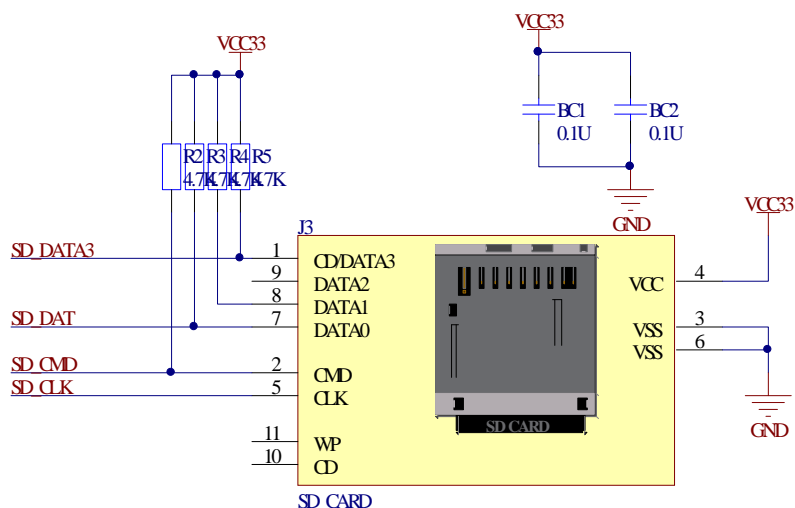 VCC33
VCC33
BC1
0.1U
BC2
0.1U
R2
R3
R4
R5
4.7K
4.7K
4.7K
4.7K
VCC33
GND
J3
SD_DATA3
1
CD/DATA3
9
DATA2
8
DATA1
SD_DAT
7
DATA0
4
VCC
3
VSS
6
VSS
SD_CMD
2
CMD
SD_CLK
5
CLK
GND
SD CARD
11
WP
10
CD
SD CARD